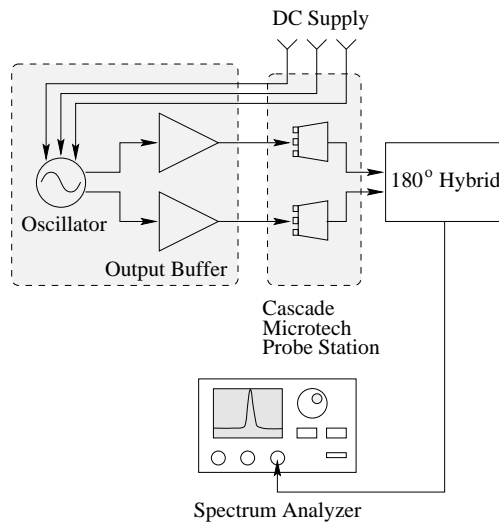 DC Supply
Oscillator
Output Buffer
180° Hybrid
Cascade
Microtech
Probe Station
Spectrum Analyzer